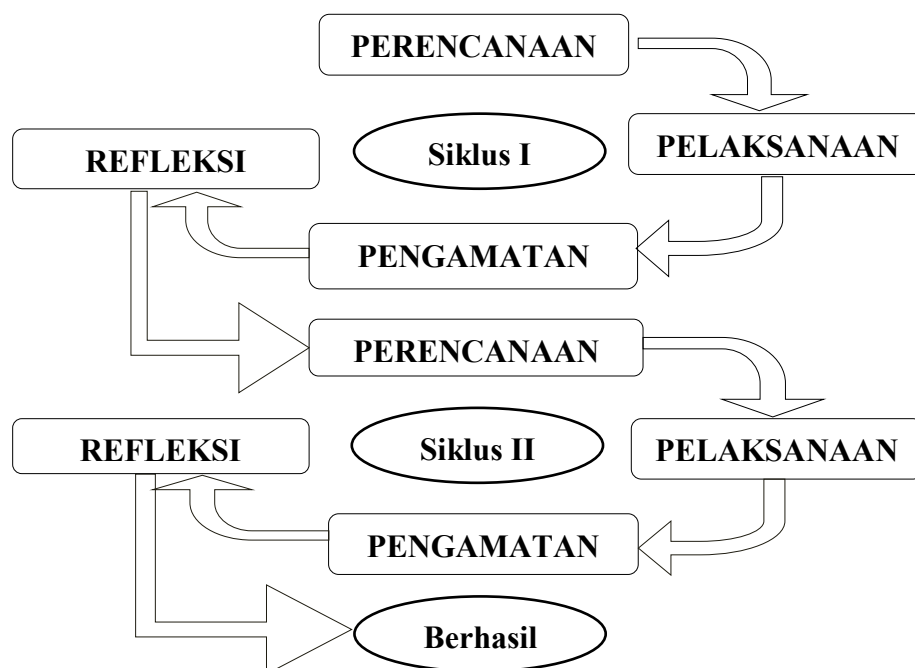 PERENCANAAN
PELAKSANAAN
Siklus I
REFLEKSI
PENGAMATAN
PERENCANAAN
PELAKSANAAN
Siklus II
REFLEKSI
PENGAMATAN
Berhasil